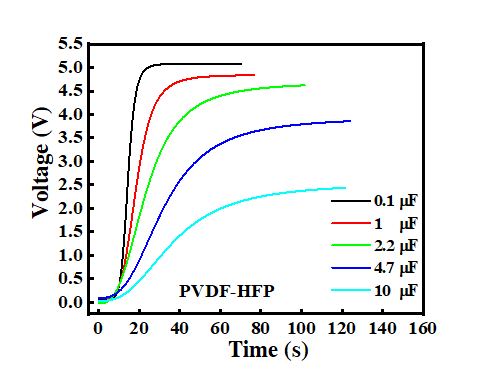 5.5
5.0
4.5
4.0
3.5
3.0
2.5
2.0
1.5
1.0
0.5
0.0
Voltage (V)
0.1 μF
1 μF
2.2 μF
4.7 μF
10 μF
PVDF-HFP
0 20 40 60 80 100 120 140 160
Time (s)